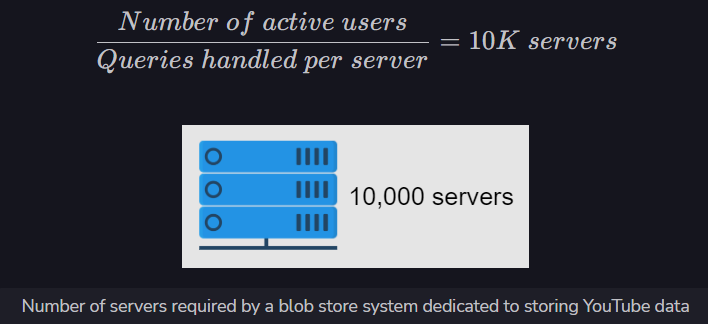 Number of active users
Queries handled per server
= 10K servers
10,000 servers
Number of servers required by a blob store system dedicated to storing YouTube data